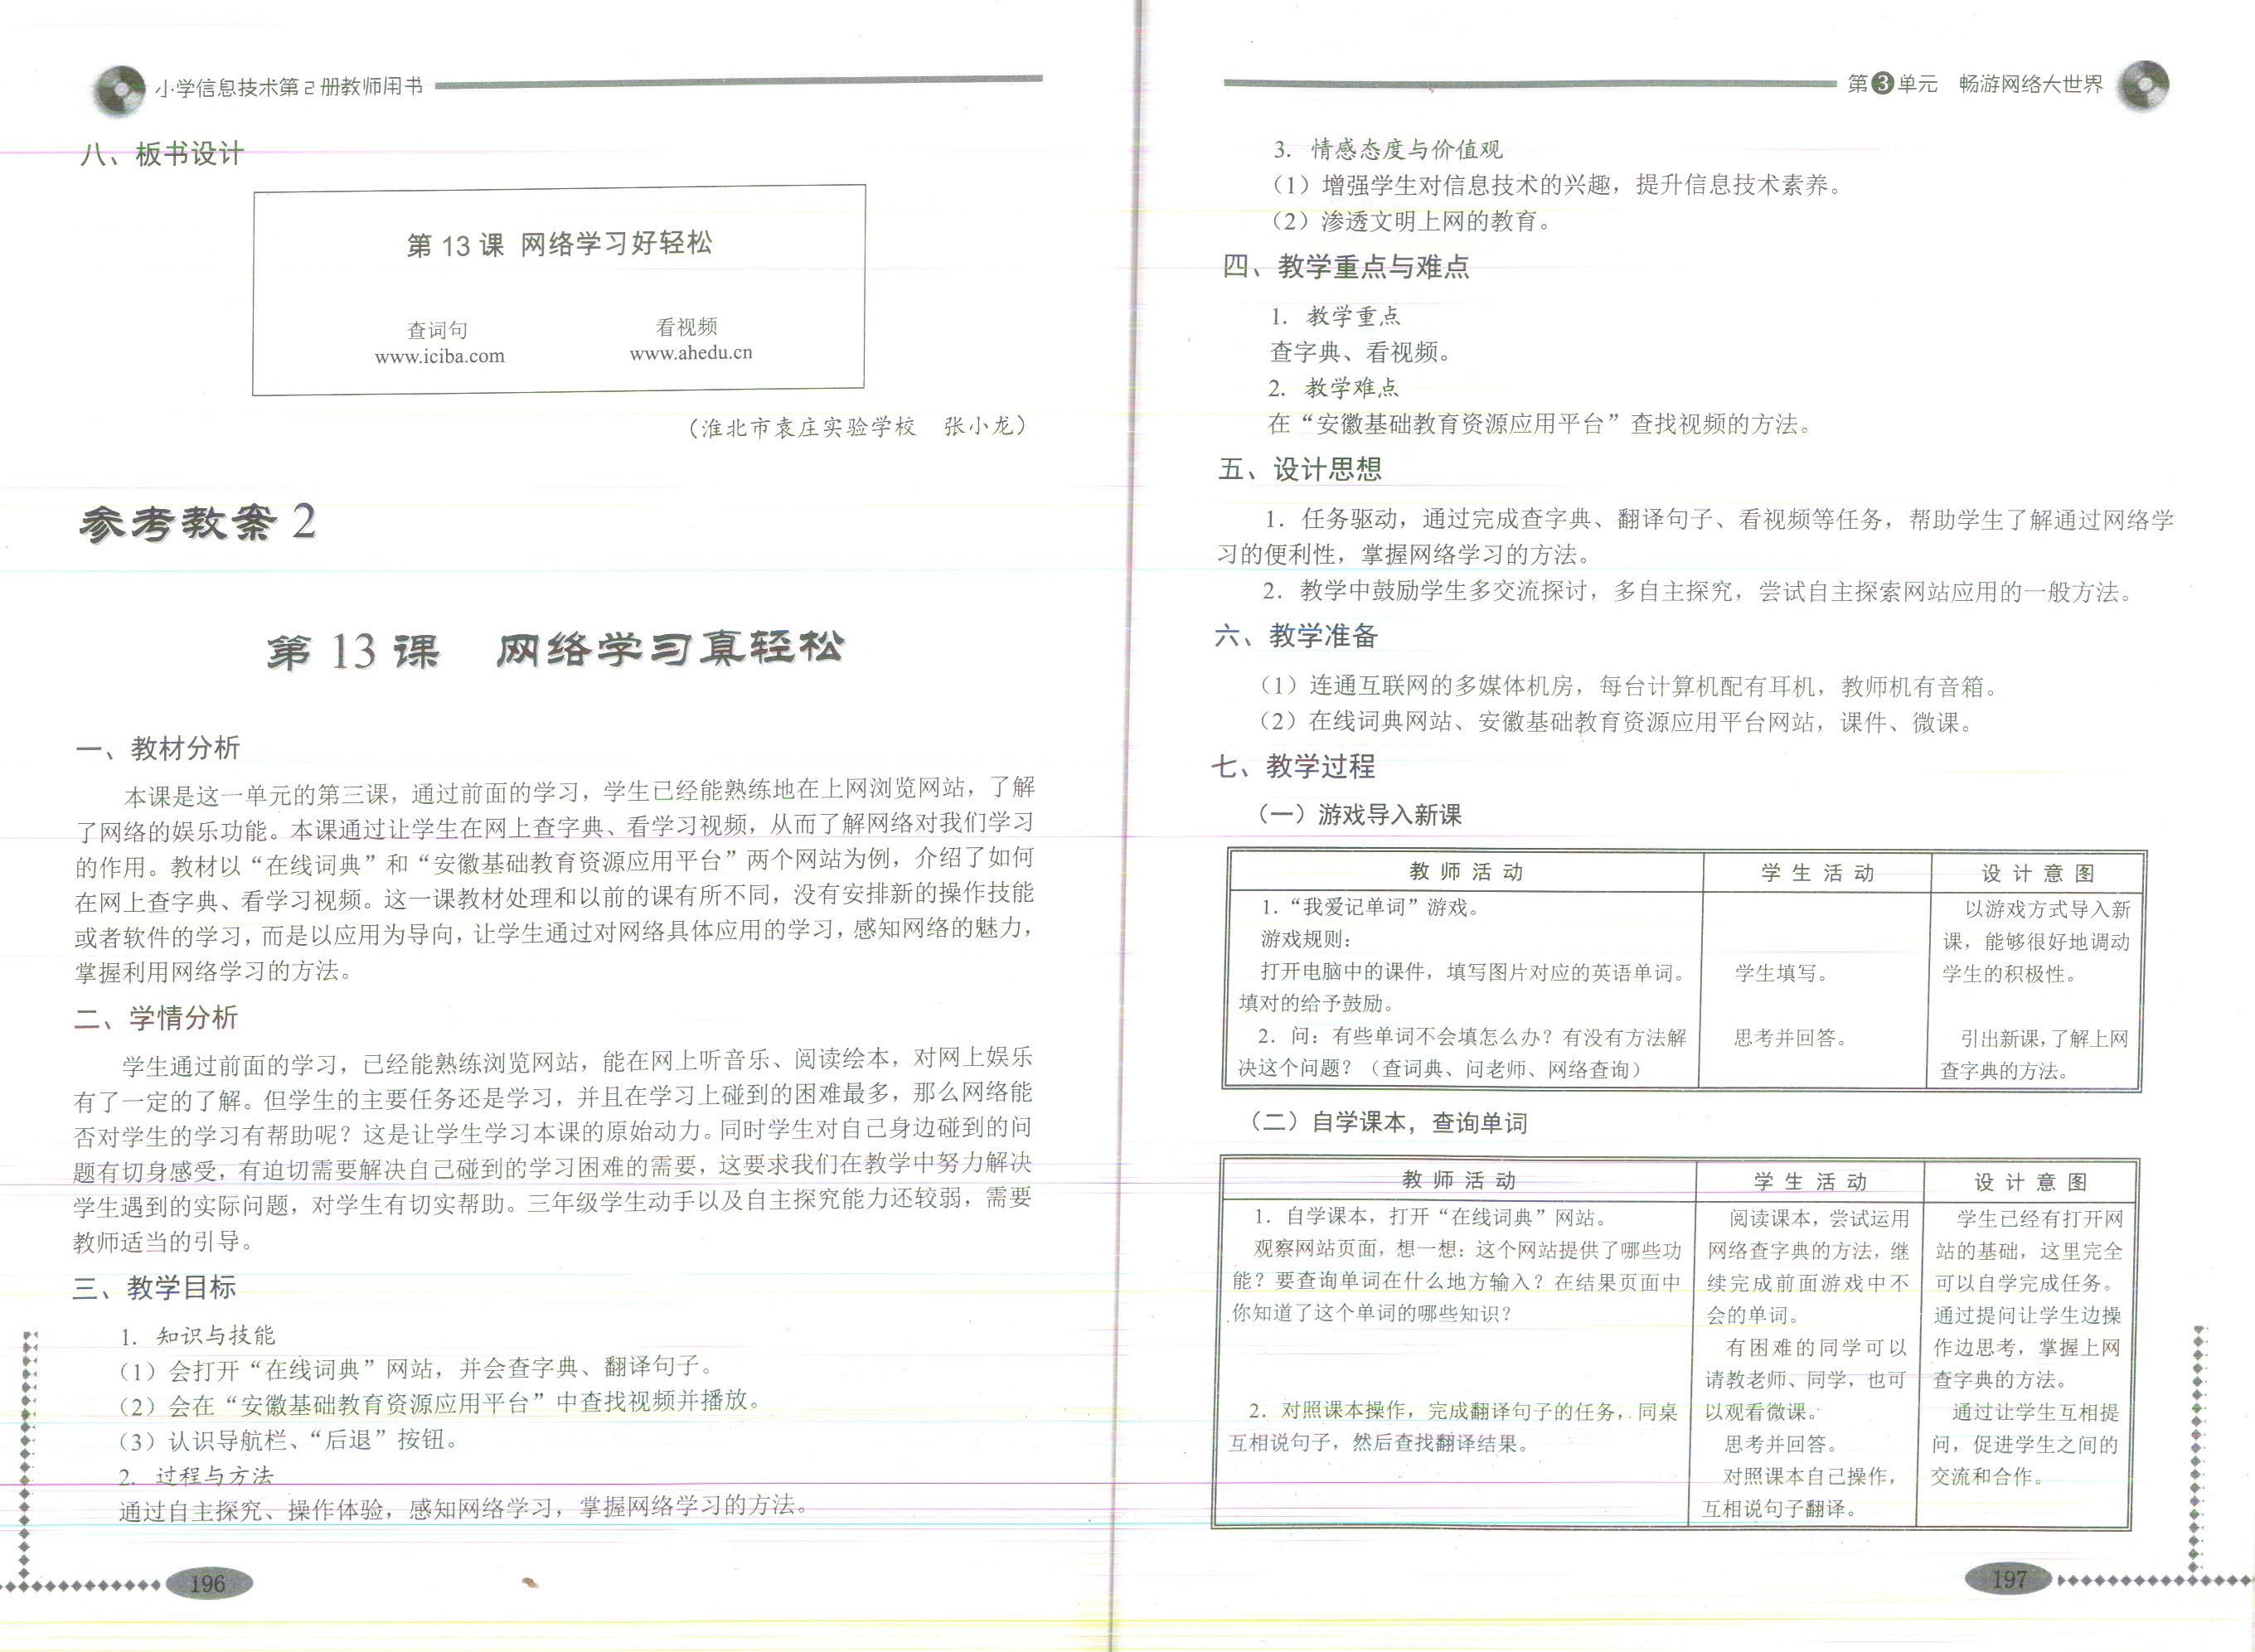 小学信息技术第2册教师用书
八、板书设计
第 13 课 网络学习好轻松
查词句 看视频
www.iciba.com www.ahedu.cn
（淮北市袁庄实验学校 张小龙）
参考教案 2
第 13 课 网络学习真轻松
一、教材分析
本课是这一单元的第三课，通过前面的学习，学生已经能熟练地在上网浏览网站，了解
了网络的娱乐功能。本课通过让学生在网上查字典、看学习视频，从而了解网络对我们学习
的作用。教材以“在线词典”和“安徽基础教育资源应用平台”两个网站为例，介绍了如何
在网上查字典、看学习视频。这一课教材处理和以前的课有所不同，没有安排新的操作技能
或者软件的学习，而是以应用为导向，让学生通过对网络具体应用的学习，感知网络的魅力，
掌握利用网络学习的方法。
二、学情分析
学生通过前面的学习，已经能熟练浏览网站，能在网上听音乐、阅读绘本，对网上娱乐
有了一定的了解。但学生的主要任务还是学习，并且在学习上碰到的困难最多，那么网络能
否对学生的学习有帮助呢？这是让学生学习本课的原始动力。同时学生对自己身边碰到的问
题有切身感受，有迫切需要解决自己碰到的学习困难的需要，这要求我们在教学中努力解决
学生遇到的实际问题，对学生有切实帮助。三年级学生动手以及自主探究能力还较弱，需要
教师适当的引导。
三、教学目标
1. 知识与技能
（1）会打开“在线词典”网站，并会查字典、翻译句子。
（2）会在“安徽基础教育资源应用平台”中查找视频并播放。
（3）认识导航栏、“后退”按钮。
2. 过程与方法
通过自主探究、操作体验，感知网络学习，掌握网络学习的方法。
196
第3单元 畅游网络大世界
3. 情感态度与价值观
（1）增强学生对信息技术的兴趣，提升信息技术素养。
（2）渗透文明上网的教育。
四、教学重点与难点
1. 教学重点
查字典、看视频。
2. 教学难点
在“安徽基础教育资源应用平台”查找视频的方法。
五、设计思想
1. 任务驱动，通过完成查字典、翻译句子、看视频等任务，帮助学生了解通过网络学
习的便利性，掌握网络学习的方法。
2. 教学中鼓励学生多交流探讨，多自主探究，尝试自主探索网站应用的一般方法。
六、教学准备
（1）连通互联网的多媒体机房，每台计算机配有耳机，教师机有音箱。
（2）在线词典网站、安徽基础教育资源应用平台网站，课件、微课。
七、教学过程
（一）游戏导入新课
教 师 活 动 学 生 活 动 设 计 意 图
1.“我爱记单词”游戏。
游戏规则：
打开电脑中的课件，填写图片对应的英语单词。
填对的给予鼓励。
2. 问：有些单词不会填怎么办？有没有方法解
决这个问题？（查词典、问老师、网络查询）
学生填写。
思考并回答。
以游戏方式导入新
课，能够很好地调动
学生的积极性。
引出新课，了解上网
查字典的方法。
（二）自学课本，查询单词
教 师 活 动 学 生 活 动 设 计 意 图
1. 自学课本，打开“在线词典”网站。
观察网站页面，想一想：这个网站提供了哪些功
能？要查询单词在什么地方输入？在结果页面中
你知道了这个单词的哪些知识？
2. 对照课本操作，完成翻译句子的任务，同桌
互相说句子，然后查找翻译结果。
阅读课本，尝试运用
网络查字典的方法，继
续完成前面游戏中不
会的单词。
有困难的同学可以
请教老师、同学，也可
以观看微课。
思考并回答。
对照课本自己操作，
互相说句子翻译。
学生已经有打开网
站的基础，这里完全
可以自学完成任务。
通过提问让学生边操
作边思考，掌握上网
查字典的方法。
通过让学生互相提
问，促进学生之间的
交流和合作。
197